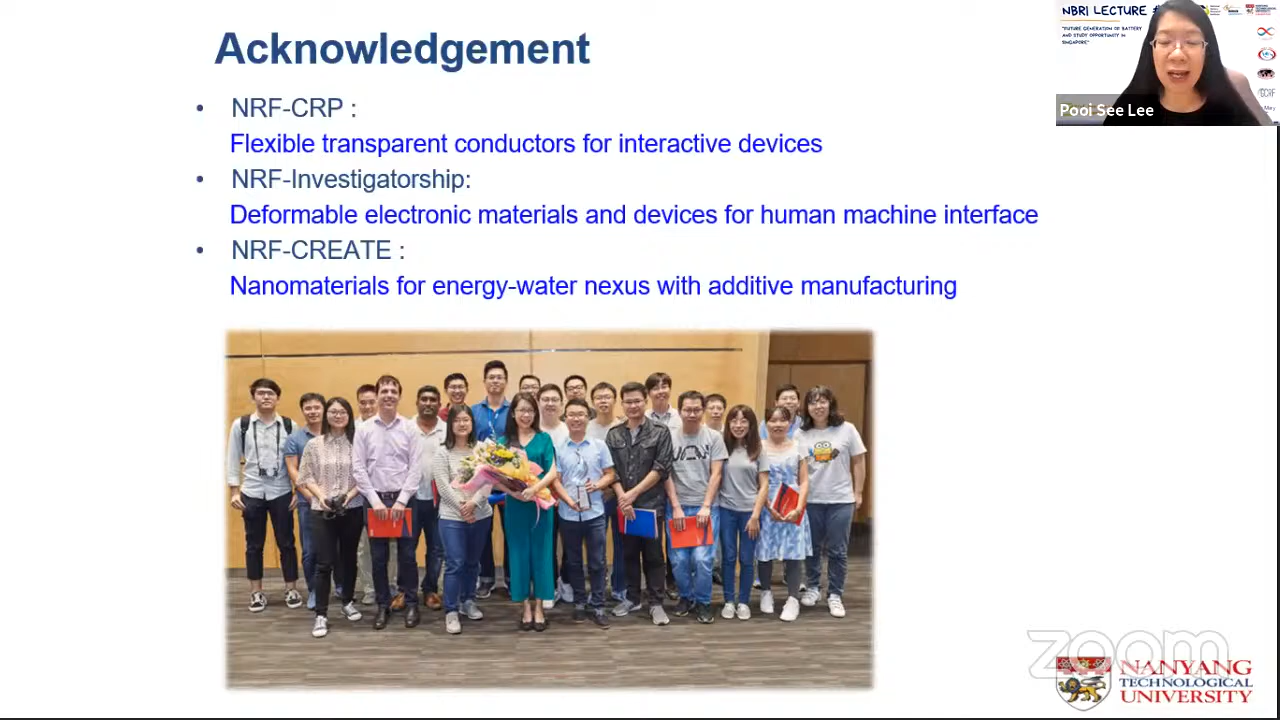 Acknowledgement
• NRF-CRP :
Flexible transparent conductors for interactive devices
• NRF-Investigatorship:
Deformable electronic materials and devices for human machine interface
• NRF-CREATE :
Nanomaterials for energy-water nexus with additive manufacturing
NBRI LECTURE
"FUTURE GENERATION OF BATTERY
AND STUDY OPPORTUNITY IN
SINGAPORE"
Pooi See Lee
zoom
NANYANG
TECHNOLOGICAL
UNIVERSITY